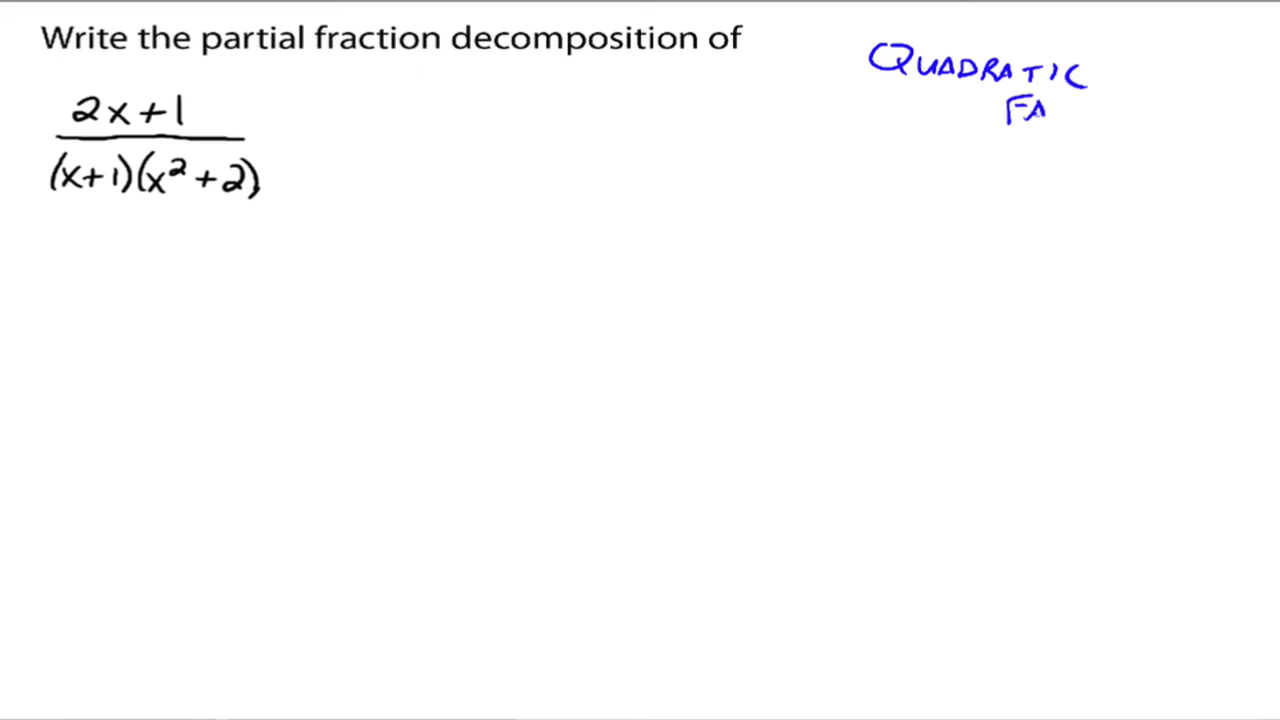 Write the partial fraction decomposition of
QUADRATIC
FA
2x+1
(x+1)(x²+2)